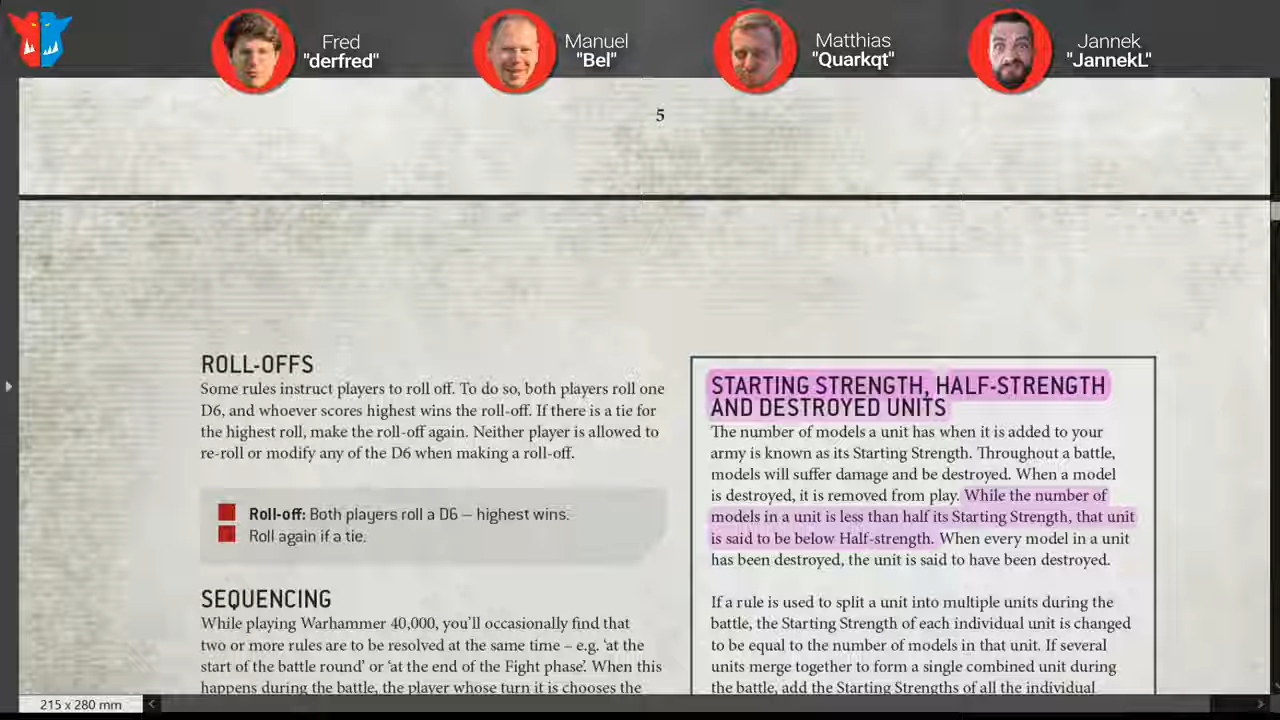 Fred
"derfred"
Manuel
"Bel"
Matthias
"Quarkqt"
Jannek
"JannekL"
5
ROLL-OFFS
Some rules instruct players to roll off. To do so, both players roll one
D6, and whoever scores highest wins the roll-off. If there is a tie for
the highest roll, make the roll-off again. Neither player is allowed to
re-roll or modify any of the D6 when making a roll-off.
Roll-off: Both players roll a D6 – highest wins.
Roll again if a tie.
SEQUENCING
While playing Warhammer 40,000, you'll occasionally find that
two or more rules are to be resolved at the same time – e.g. 'at the
start of the battle round' or 'at the end of the Fight phase'. When this
happens during the battle, the player whose turn it is chooses the
STARTING STRENGTH, HALF-STRENGTH
AND DESTROYED UNITS
The number of models a unit has when it is added to your
army is known as its Starting Strength. Throughout a battle,
models will suffer damage and be destroyed. When a model
is destroyed, it is removed from play. While the number of
models in a unit is less than half its Starting Strength, that unit
is said to be below Half-strength. When every model in a unit
has been destroyed, the unit is said to have been destroyed.
If a rule is used to split a unit into multiple units during the
battle, the Starting Strength of each individual unit is changed
to be equal to the number of models in that unit. If several
units merge together to form a single combined unit during
the battle, add the Starting Strengths of all the individual
215 x 280 mm